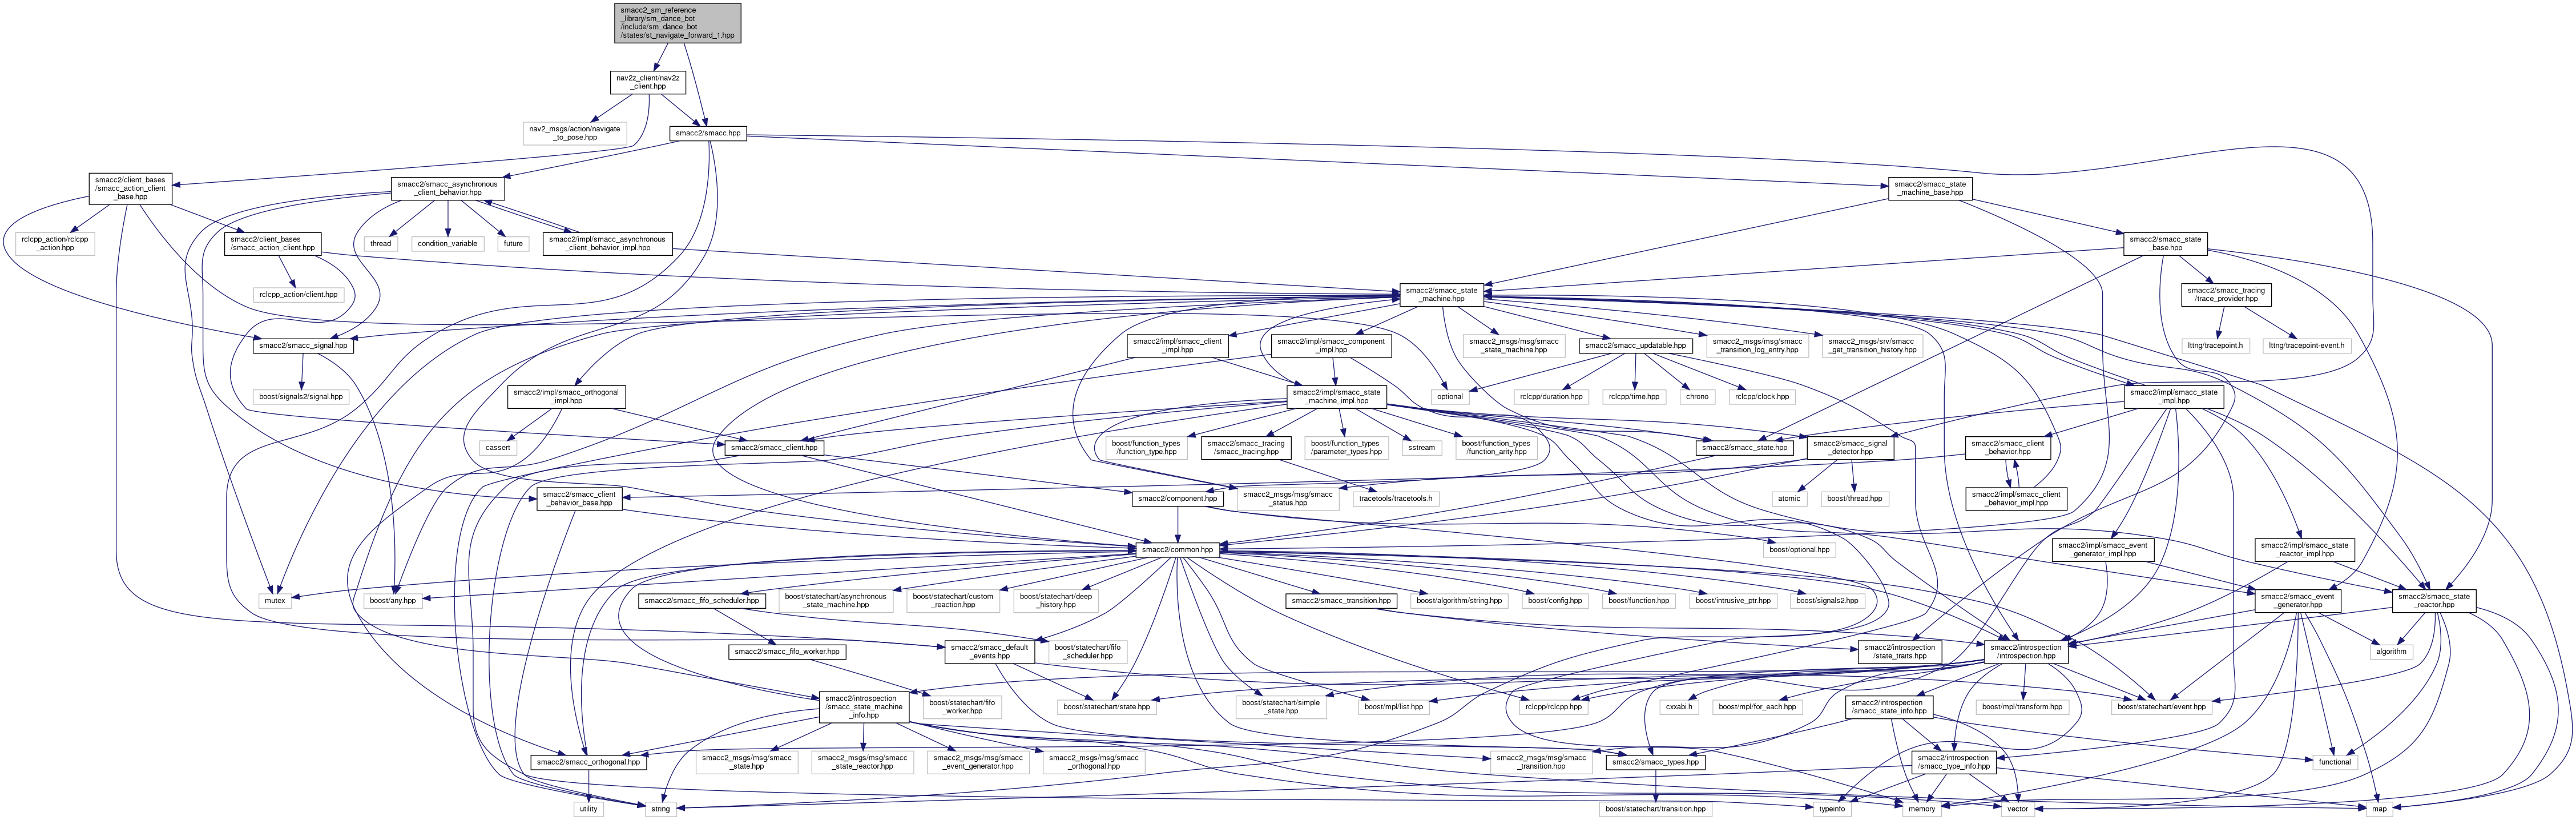 smacc2_sm_reference
_library/sm_dance_bot
/include/sm_dance_bot
/states/st_navigate_forward_1.hpp
nav2z_client/nav2z
_client.hpp
nav2_msgs/action/navigate
_to_pose.hpp
smacc2/smacc.hpp
smacc2/client_bases
/smacc_action_client
_base.hpp
smacc2/smacc_asynchronous
_client_behavior.hpp
smacc2/smacc_state
_machine_base.hpp
rclcpp_action/rclcpp
_action.hpp
smacc2/client_bases
/smacc_action_client.hpp
thread
condition_variable
future
smacc2/impl/smacc_asynchronous
_client_behavior_impl.hpp
smacc2/smacc_state
_base.hpp
rclcpp_action/client.hpp
smacc2/smacc_state
_machine.hpp
smacc2/smacc_tracing
/trace_provider.hpp
smacc2/smacc_signal.hpp
smacc2/impl/smacc_client
_impl.hpp
smacc2/impl/smacc_component
_impl.hpp
smacc2_msgs/msg/smacc
_state_machine.hpp
smacc2/smacc_updatable.hpp
smacc2_msgs/msg/smacc
_transition_log_entry.hpp
smacc2_msgs/srv/smacc
_get_transition_history.hpp
lttng/tracepoint.h
lttng/tracepoint-event.h
boost/signals2/signal.hpp
smacc2/impl/smacc_orthogonal
_impl.hpp
smacc2/impl/smacc_state
_machine_impl.hpp
optional
rclcpp/duration.hpp
rclcpp/time.hpp
chrono
rclcpp/clock.hpp
smacc2/impl/smacc_state
_impl.hpp
cassert
smacc2/smacc_client.hpp
boost/function_types
/function_type.hpp
smacc2/smacc_tracing
/smacc_tracing.hpp
boost/function_types
/parameter_types.hpp
sstream
boost/function_types
/function_arity.hpp
smacc2/smacc_state.hpp
smacc2/smacc_signal
_detector.hpp
smacc2/smacc_client
_behavior.hpp
smacc2/smacc_client
_behavior_base.hpp
smacc2/component.hpp
smacc2_msgs/msg/smacc
_status.hpp
tracetools/tracetools.h
atomic
boost/thread.hpp
smacc2/impl/smacc_client
_behavior_impl.hpp
smacc2/common.hpp
boost/optional.hpp
smacc2/impl/smacc_event
_generator_impl.hpp
smacc2/impl/smacc_state
_reactor_impl.hpp
mutex
boost/any.hpp
smacc2/smacc_fifo_scheduler.hpp
boost/statechart/asynchronous
_state_machine.hpp
boost/statechart/custom
_reaction.hpp
boost/statechart/deep
_history.hpp
smacc2/smacc_transition.hpp
boost/algorithm/string.hpp
boost/config.hpp
boost/function.hpp
boost/intrusive_ptr.hpp
boost/signals2.hpp
smacc2/smacc_event
_generator.hpp
smacc2/smacc_state
_reactor.hpp
smacc2/smacc_fifo_worker.hpp
smacc2/smacc_default
_events.hpp
boost/statechart/fifo
_scheduler.hpp
smacc2/introspection
/state_traits.hpp
smacc2/introspection
/introspection.hpp
algorithm
smacc2/introspection
/smacc_state_machine
_info.hpp
boost/statechart/fifo
_worker.hpp
boost/statechart/state.hpp
boost/statechart/simple
_state.hpp
boost/mpl/list.hpp
rclcpp/rclcpp.hpp
cxxabi.h
boost/mpl/for_each.hpp
smacc2/introspection
/smacc_state_info.hpp
boost/mpl/transform.hpp
boost/statechart/event.hpp
smacc2/smacc_orthogonal.hpp
smacc2_msgs/msg/smacc
_state.hpp
smacc2_msgs/msg/smacc
_state_reactor.hpp
smacc2_msgs/msg/smacc
_event_generator.hpp
smacc2_msgs/msg/smacc
_orthogonal.hpp
smacc2_msgs/msg/smacc
_transition.hpp
smacc2/smacc_types.hpp
smacc2/introspection
/smacc_type_info.hpp
functional
utility
string
boost/statechart/transition.hpp
typeinfo
memory
vector
map